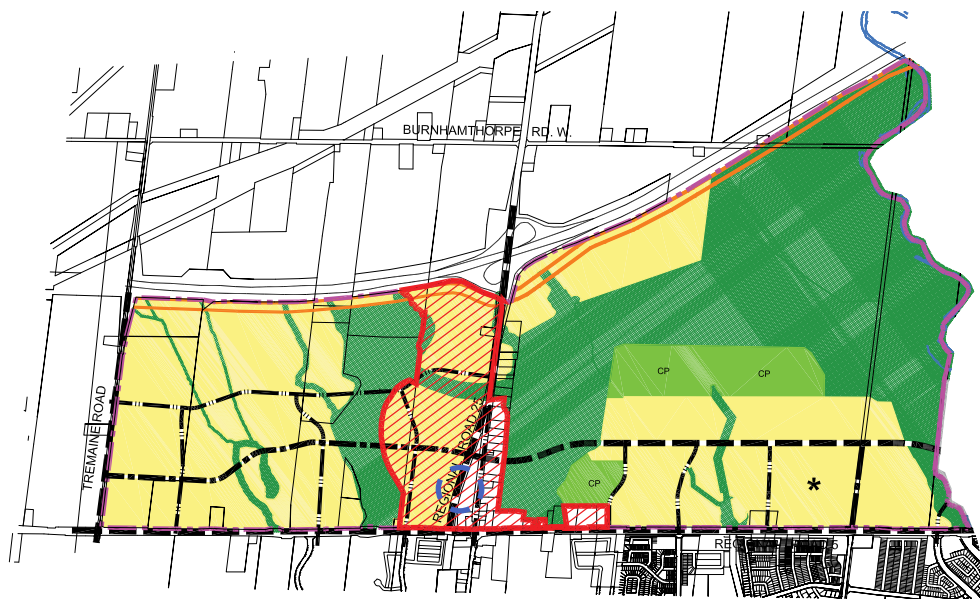 BURNHAMTHORPE RD. W.
CP
CP
TREMAINE ROAD
REGIONAL ROAD 25
CP
*